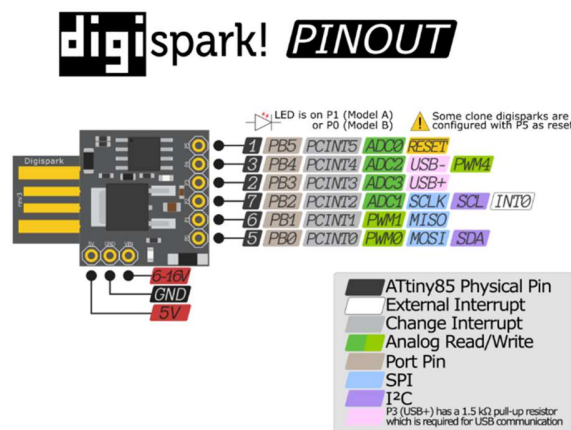 digispark! PINOUT
LED is on P1 (Model A)
or P0 (Model B)
Some clone digisparks are
configured with P5 as reset
Digispark
rev3
1 PB5 PCINT5 ADC0 RESET
3 PB4 PCINT4 ADC2 USB- PWM4
2 PB3 PCINT3 ADC3 USB+
7 PB2 PCINT2 ADC1 SCLK SCL INT0
6 PB1 PCINT1 PWM1 MISO
5 PB0 PCINT0 PWM0 MOSI SDA
5V GND VIN
6-16V
GND
5V
ATtiny85 Physical Pin
External Interrupt
Change Interrupt
Analog Read/Write
Port Pin
SPI
I²C
P3 (USB+) has a 1.5 kΩ pull-up resistor
which is required for USB communication